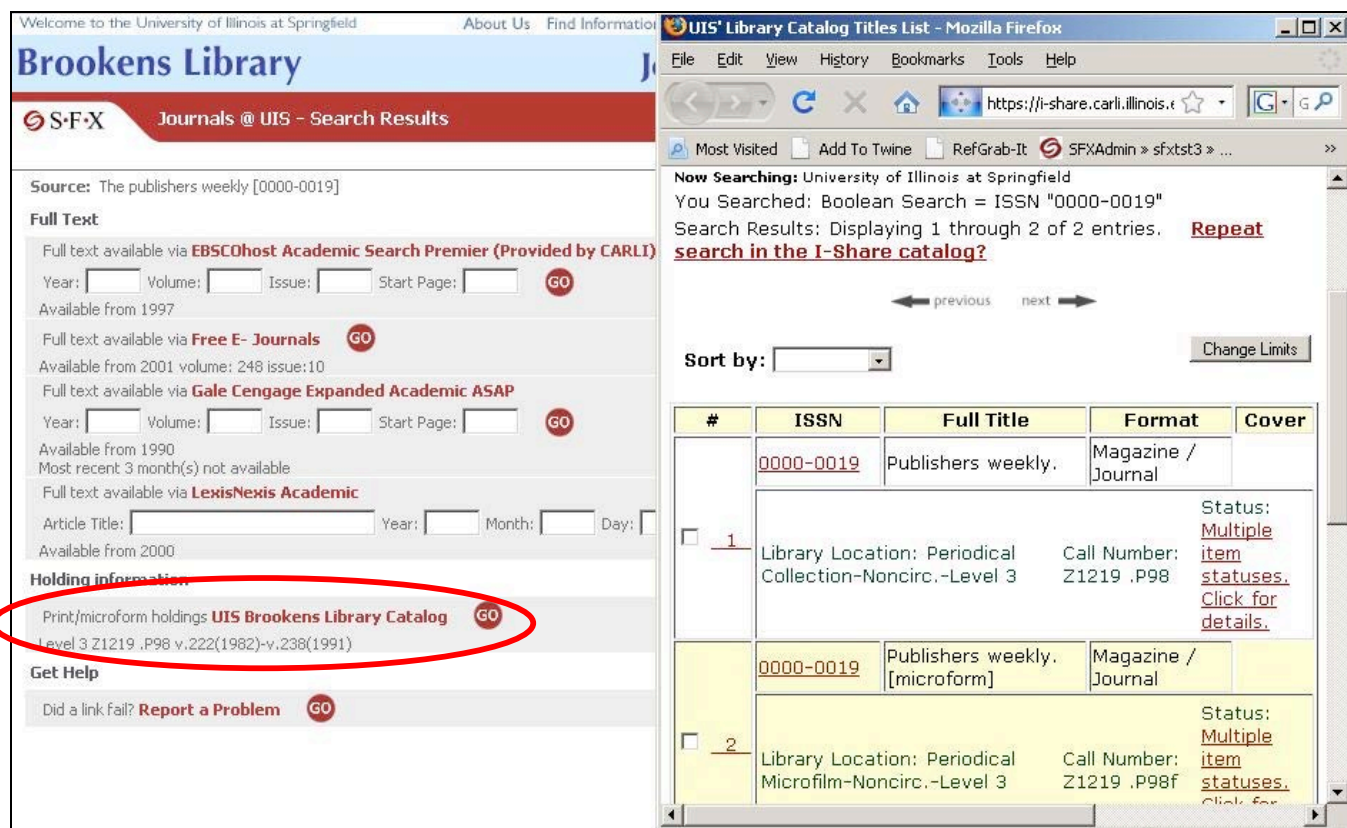 Welcome to the University of Illinois at Springfield
About Us Find Information
Brookens Library
S·F·X
Journals @ UIS - Search Results
Source: The publishers weekly [0000-0019]
Full Text
Full text available via EBSCOhost Academic Search Premier (Provided by CARLI)
Year: Volume: Issue: Start Page: GO
Available from 1997
Full text available via Free E- Journals GO
Available from 2001 volume: 248 issue:10
Full text available via Gale Cengage Expanded Academic ASAP
Year: Volume: Issue: Start Page: GO
Available from 1990
Most recent 3 month(s) not available
Full text available via LexisNexis Academic
Article Title: Year: Month: Day:
Available from 2000
Holding information
Print/microform holdings UIS Brookens Library Catalog GO
Level 3 Z1219 .P98 v.222(1982)-v.238(1991)
Get Help
Did a link fail? Report a Problem GO
UIS' Library Catalog Titles List - Mozilla Firefox
File Edit View History Bookmarks Tools Help
https://i-share.carli.illinois.e G G
Most Visited Add To Twine RefGrab-It SFXAdmin » sfxtst3 » ... »
Now Searching: University of Illinois at Springfield
You Searched: Boolean Search = ISSN "0000-0019"
Search Results: Displaying 1 through 2 of 2 entries. Repeat
search in the I-Share catalog?
previous next
Sort by: Change Limits
# ISSN Full Title Format Cover
0000-0019 Publishers weekly. Magazine /
Journal
1
Library Location: Periodical
Collection-Noncirc.-Level 3
Call Number:
Z1219 .P98
Status:
Multiple
item
statuses.
Click for
details.
0000-0019 Publishers weekly.
[microform]
Magazine /
Journal
2
Library Location: Periodical
Microfilm-Noncirc.-Level 3
Call Number:
Z1219 .P98f
Status:
Multiple
item
statuses.
Click for